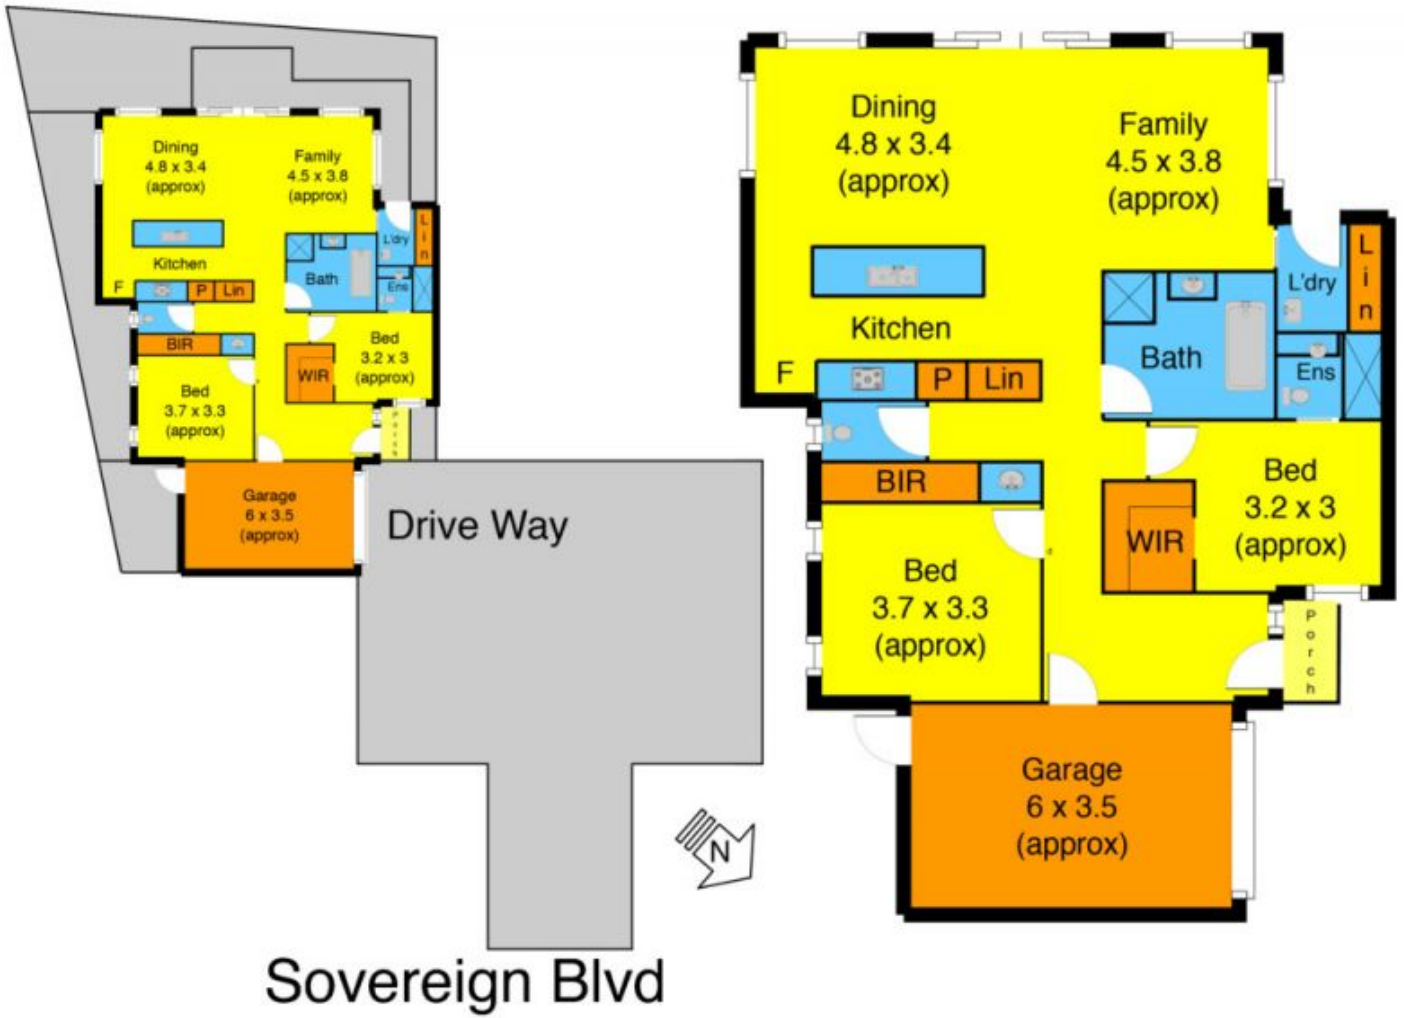 Dining
4.8 x 3.4
(approx)
Family
4.5 x 3.8
(approx)
L'dry
Lin
Kitchen
Bath
Ens
F
P
Lin
BIR
Bed
3.2 x 3
(approx)
WIR
Bed
3.7 x 3.3
(approx)
Porch
Garage
6 x 3.5
(approx)
Drive Way
N
Sovereign Blvd
Dining
4.8 x 3.4
(approx)
Family
4.5 x 3.8
(approx)
Lin
L'dry
Kitchen
Bath
Ens
F
P
Lin
BIR
Bed
3.2 x 3
(approx)
WIR
Bed
3.7 x 3.3
(approx)
Porch
Garage
6 x 3.5
(approx)